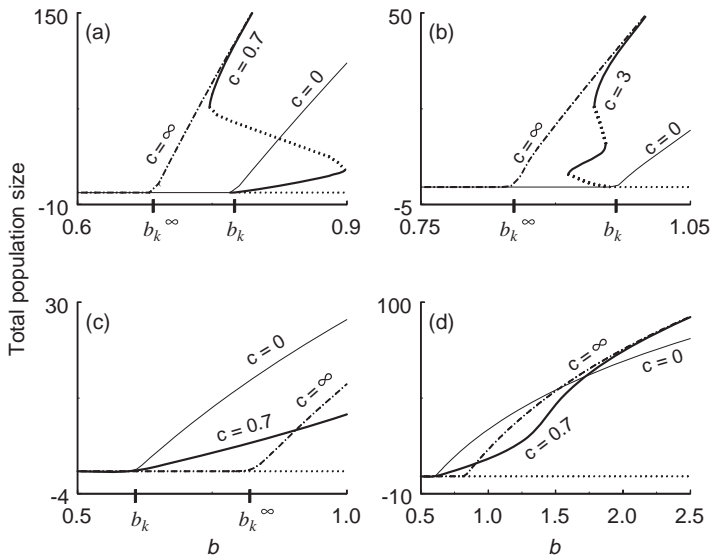 150
(a)
c = 0.7
c = 0
c = ∞
-10
0.6
0.9
b_k^∞
b_k
50
(b)
c = 3
c = ∞
c = 0
-5
0.75
1.05
b_k^∞
b_k
Total population size
30
(c)
c = 0
c = ∞
c = 0.7
-4
0.5
1.0
b_k
b_k^∞
b
100
(d)
c = ∞
c = 0
c = 0.7
-10
0.5
1.0
1.5
2.0
2.5
b